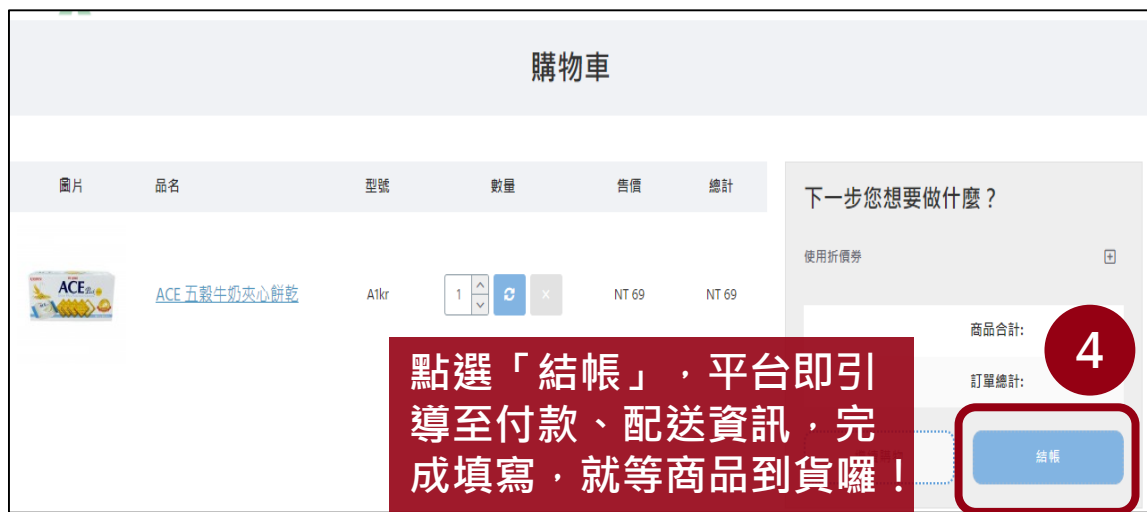 購物車
圖片 品名 型號 數量 售價 總計
下一步您想要做什麼？
使用折價券
ACE
ACE 五穀牛奶夾心餅乾 A1kr 1 NT 69 NT 69
商品合計:
訂單總計:
4
點選「結帳」，平台即引
導至付款、配送資訊，完
成填寫，就等商品到貨囉！
結帳